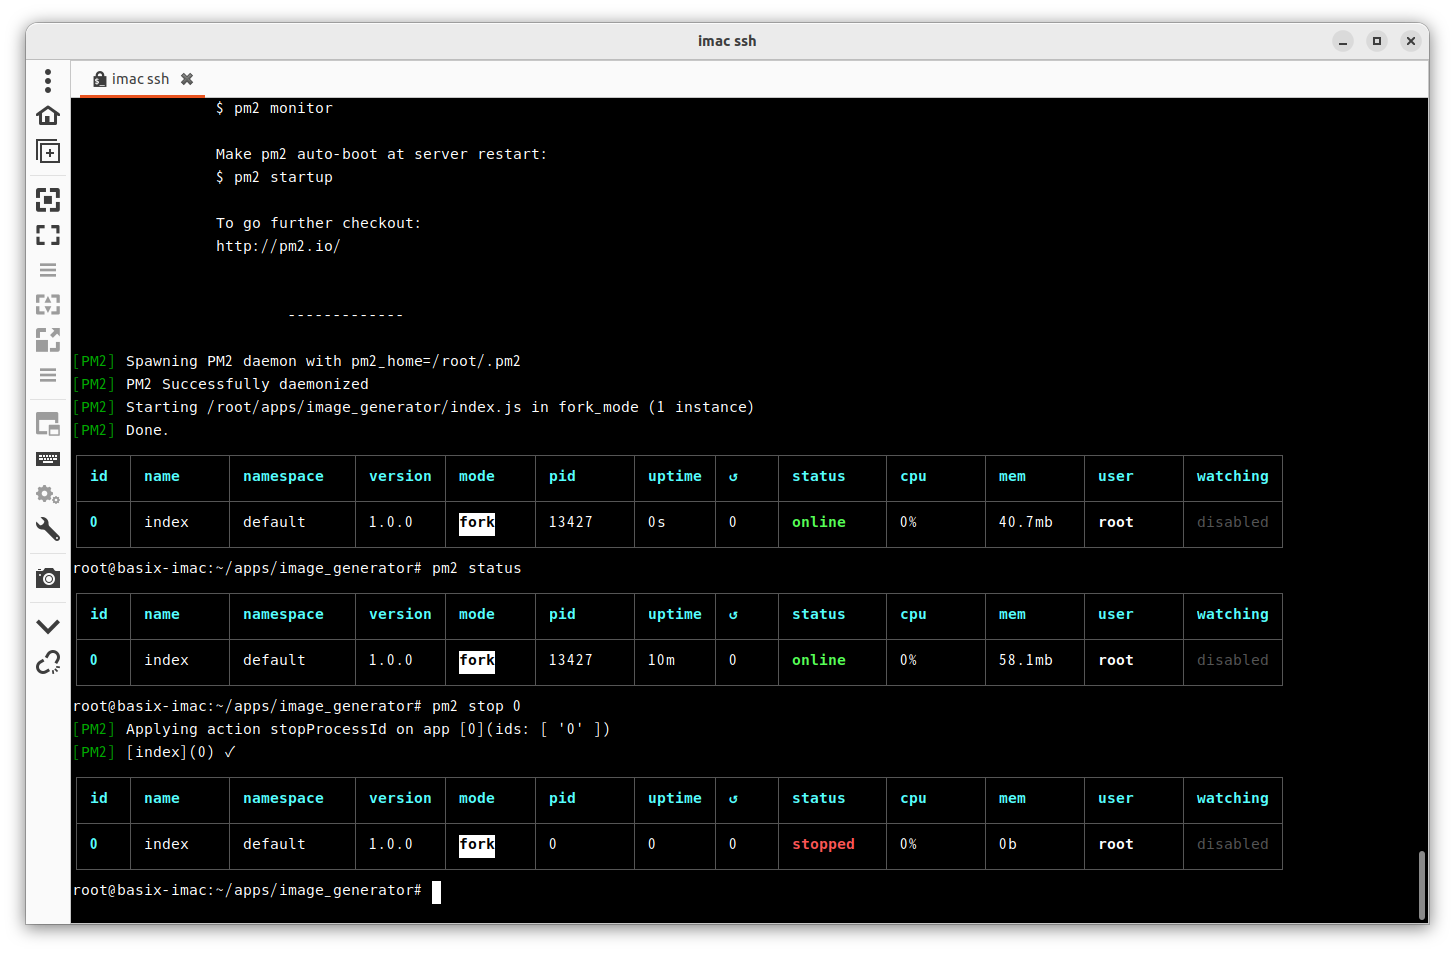 imac ssh
imac ssh
$ pm2 monitor
Make pm2 auto-boot at server restart:
$ pm2 startup
To go further checkout:
http://pm2.io/
-------------
[PM2] Spawning PM2 daemon with pm2_home=/root/.pm2
[PM2] PM2 Successfully daemonized
[PM2] Starting /root/apps/image_generator/index.js in fork_mode (1 instance)
[PM2] Done.
id name namespace version mode pid uptime ↺ status cpu mem user watching
0 index default 1.0.0 fork 13427 0s 0 online 0% 40.7mb root disabled
root@basix-imac:~/apps/image_generator# pm2 status
id name namespace version mode pid uptime ↺ status cpu mem user watching
0 index default 1.0.0 fork 13427 10m 0 online 0% 58.1mb root disabled
root@basix-imac:~/apps/image_generator# pm2 stop 0
[PM2] Applying action stopProcessId on app [0](ids: [ '0' ])
[PM2] [index](0) ✓
id name namespace version mode pid uptime ↺ status cpu mem user watching
0 index default 1.0.0 fork 0 0 0 stopped 0% 0b root disabled
root@basix-imac:~/apps/image_generator#